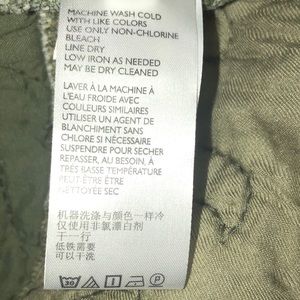 MACHINE WASH COLD
WITH LIKE COLORS
USE ONLY NON-CHLORINE
BLEACH
LINE DRY
LOW IRON AS NEEDED
MAY BE DRY CLEANED
LAVER À LA MACHINE À
L'EAU FROIDE AVEC
COULEURS SIMILAIRES
UTILISER UN AGENT DE
BLANCHIMENT SANS
CHLORE SI NÉCESSAIRE
SUSPENDRE POUR SECHER
REPASSER, AU BESOIN, À
TRÈS BASSE TEMPÉRATURE
PEUT-ÊTRE ÊTRE
NETTOYÉE SEC
机器洗涤与颜色一样冷
仅使用非氯漂白剂
干一行
低铁需要
可以干洗
30